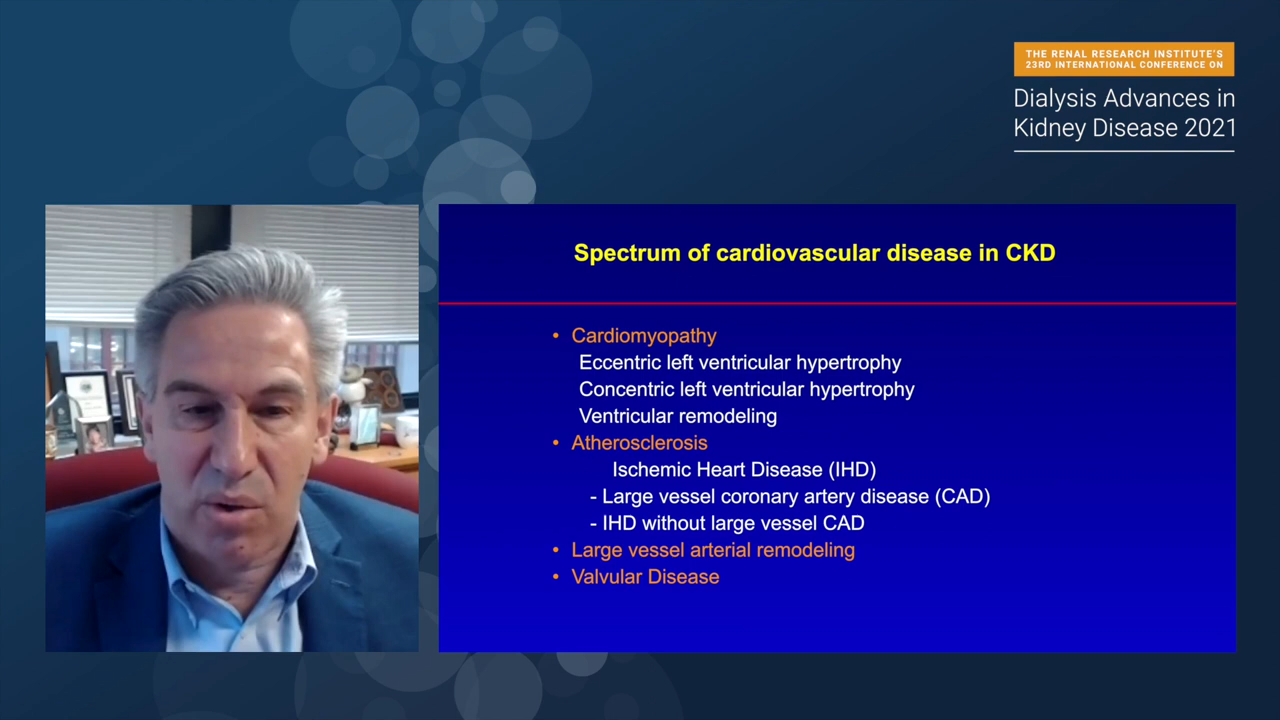 THE RENAL RESEARCH INSTITUTE'S
23RD INTERNATIONAL CONFERENCE ON
Dialysis Advances in
Kidney Disease 2021
Spectrum of cardiovascular disease in CKD
• Cardiomyopathy
Eccentric left ventricular hypertrophy
Concentric left ventricular hypertrophy
Ventricular remodeling
• Atherosclerosis
Ischemic Heart Disease (IHD)
- Large vessel coronary artery disease (CAD)
- IHD without large vessel CAD
• Large vessel arterial remodeling
• Valvular Disease